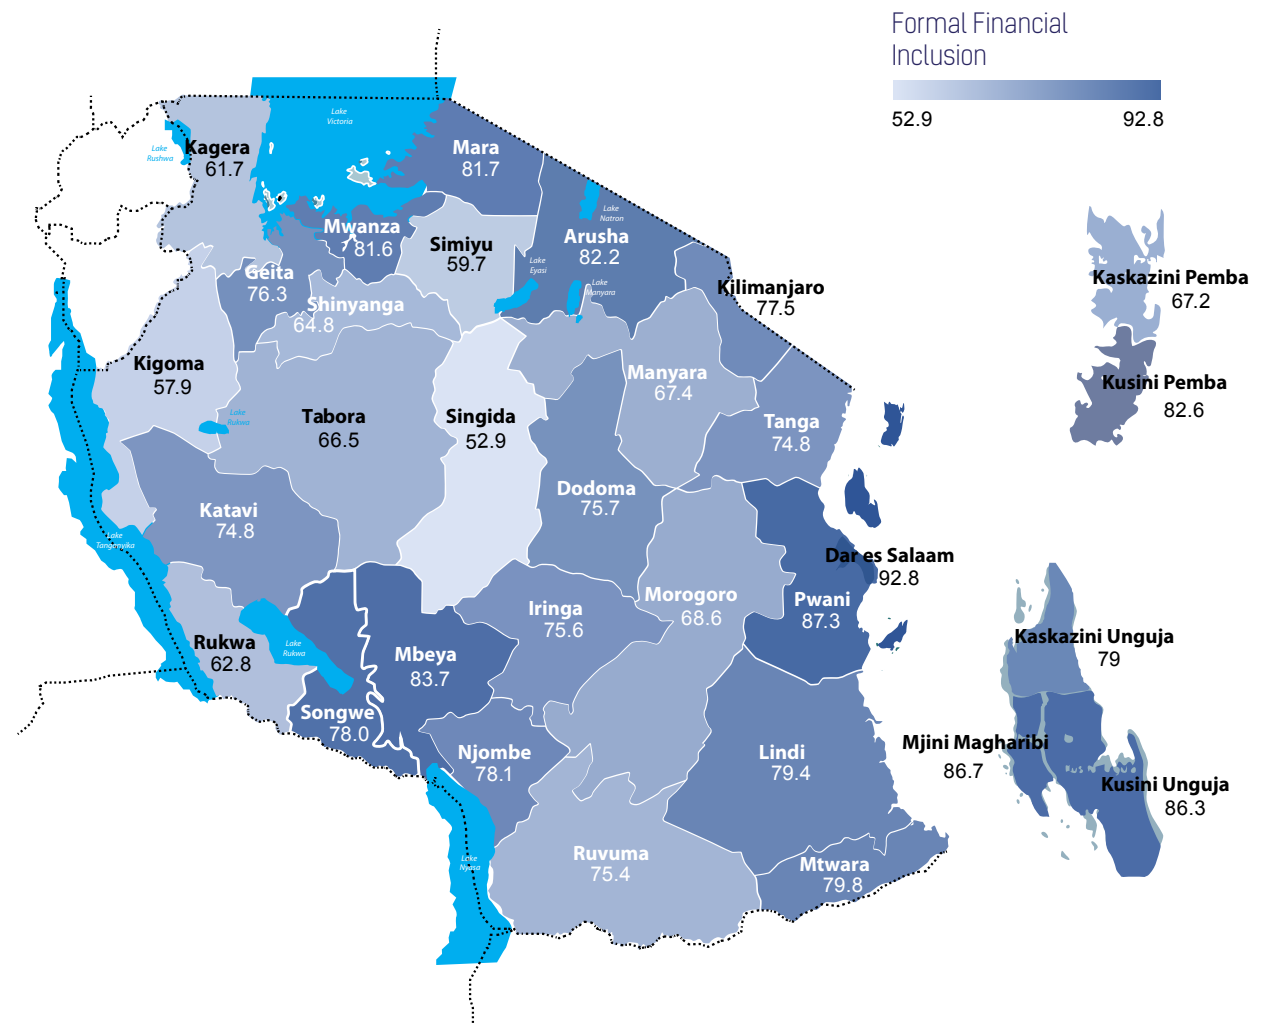 Formal Financial
Inclusion
52.9
92.8
Lake
Victoria
Lake
Rushwa
Kagera
61.7
Mara
81.7
Mwanza
81.6
Simiyu
59.7
Lake
Natron
Arusha
82.2
Lake
Eyasi
Lake
Manyara
Geita
76.3
Shinyanga
64.8
Kilimanjaro
77.5
Kaskazini Pemba
67.2
Kusini Pemba
82.6
Kigoma
57.9
Lake
Rukwa
Tabora
66.5
Singida
52.9
Manyara
67.4
Tanga
74.8
Dodoma
75.7
Katavi
74.8
Lake
Tanganyika
Dar es Salaam
92.8
Pwani
87.3
Morogoro
68.6
Iringa
75.6
Rukwa
62.8
Lake
Rukwa
Mbeya
83.7
Songwe
78.0
Njombe
78.1
Lindi
79.4
Kaskazini Unguja
79
Mjini Magharibi
86.7
Kusini Unguja
86.3
Lake
Nyasa
Ruvuma
75.4
Mtwara
79.8